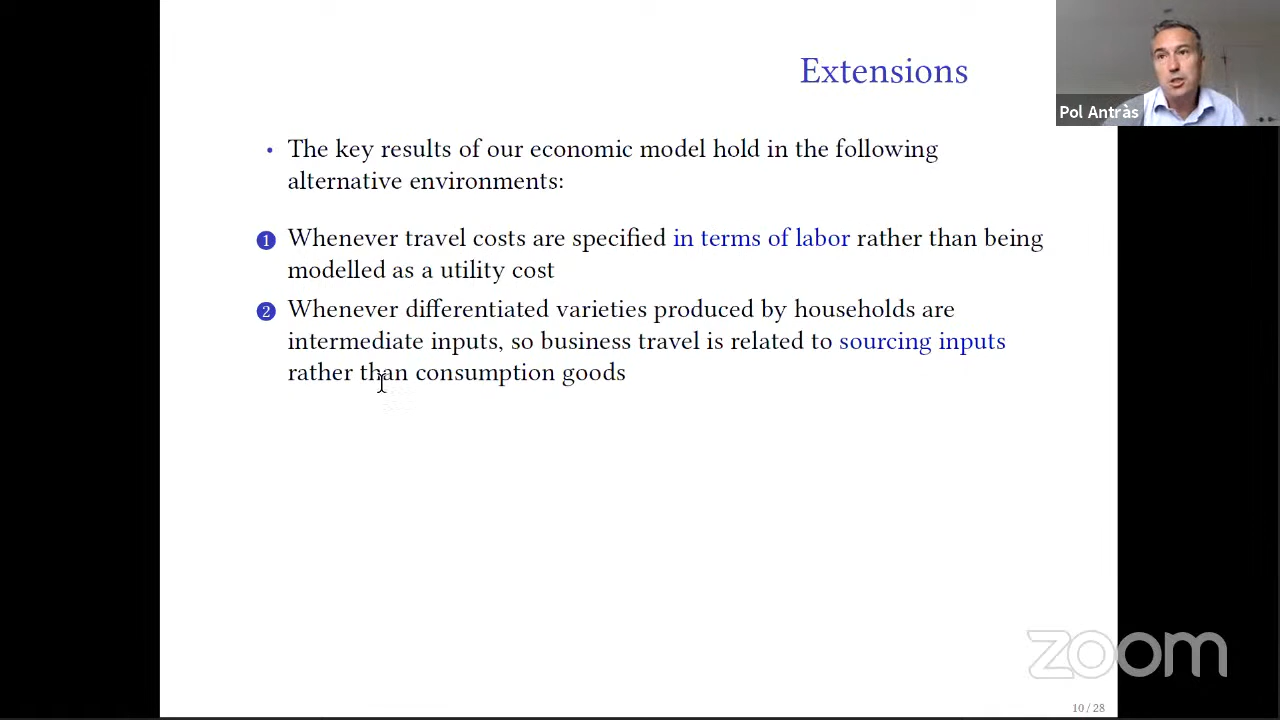 Extensions
Pol Antràs
• The key results of our economic model hold in the following
alternative environments:
1 Whenever travel costs are specified in terms of labor rather than being
modelled as a utility cost
2 Whenever differentiated varieties produced by households are
intermediate inputs, so business travel is related to sourcing inputs
rather than consumption goods
zoom
10 / 28